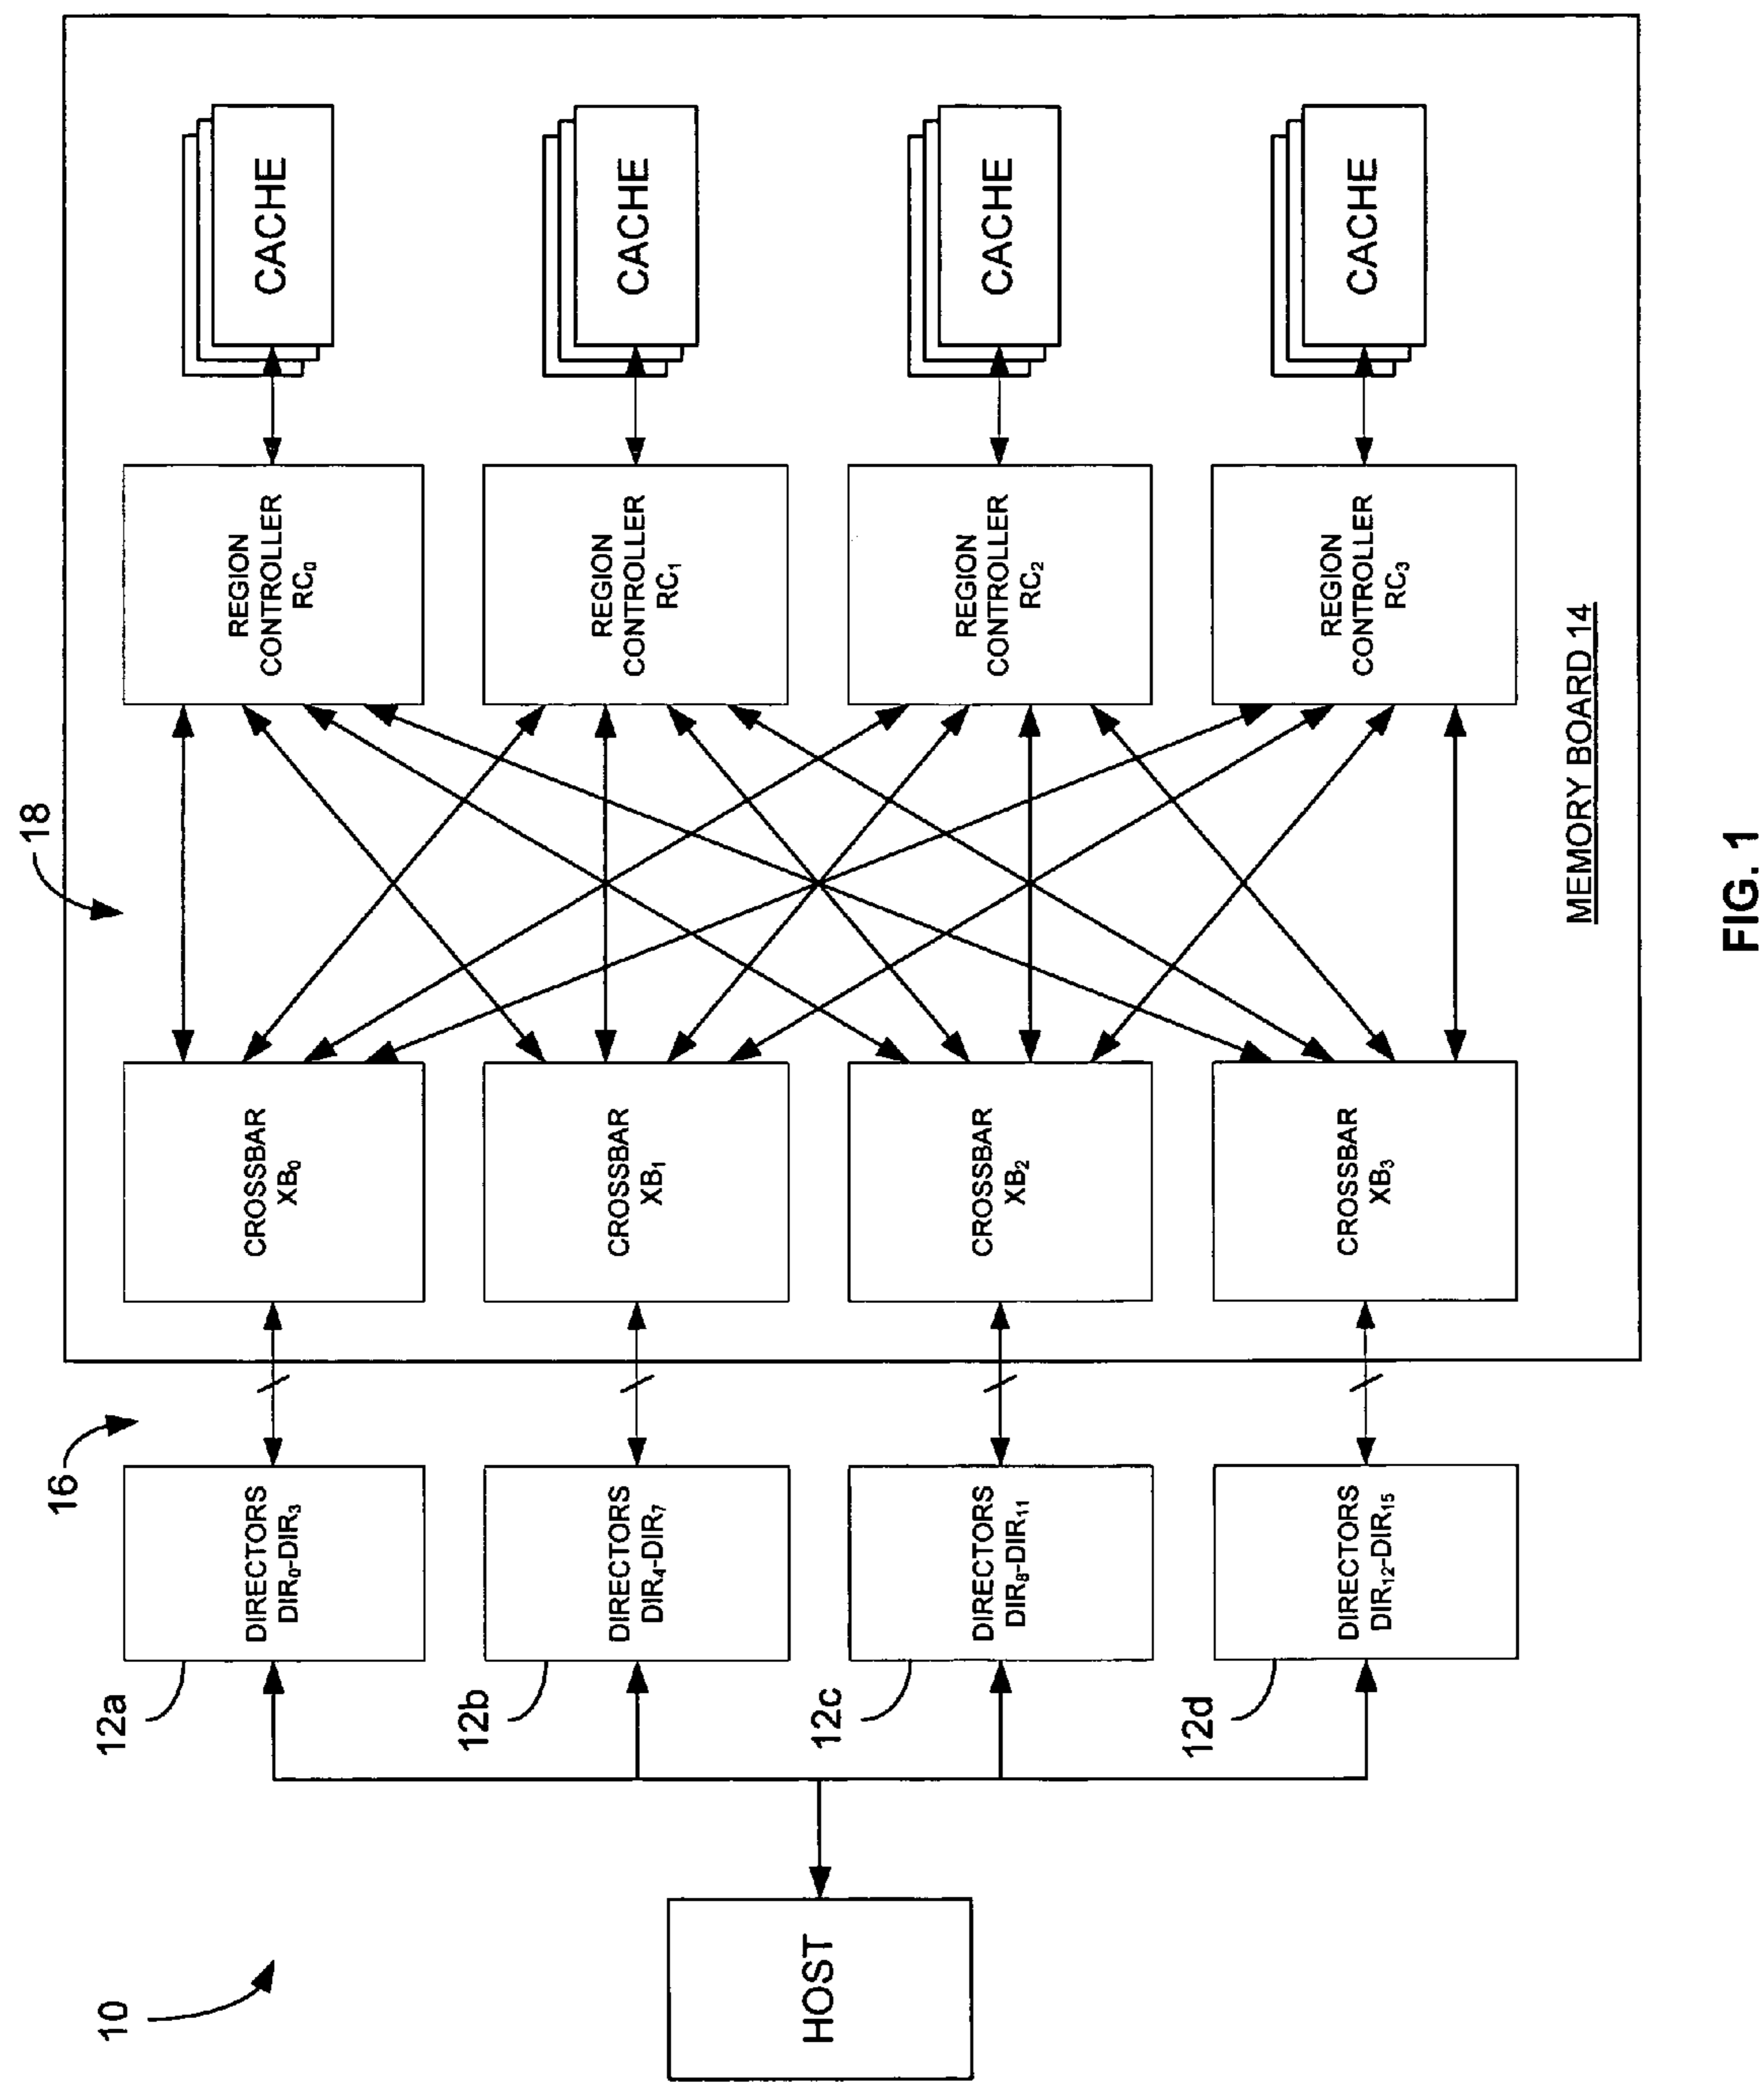 10
HOST
12a
12b
12c
12d
DIRECTORS
DIR₀-DIR₃
DIRECTORS
DIR₄-DIR₇
DIRECTORS
DIR₈-DIR₁₁
DIRECTORS
DIR₁₂-DIR₁₅
16
CROSSBAR
XB₀
CROSSBAR
XB₁
CROSSBAR
XB₂
CROSSBAR
XB₃
18
REGION
CONTROLLER
RC₀
REGION
CONTROLLER
RC₁
REGION
CONTROLLER
RC₂
REGION
CONTROLLER
RC₃
CACHE
CACHE
CACHE
CACHE
MEMORY BOARD 14
FIG. 1